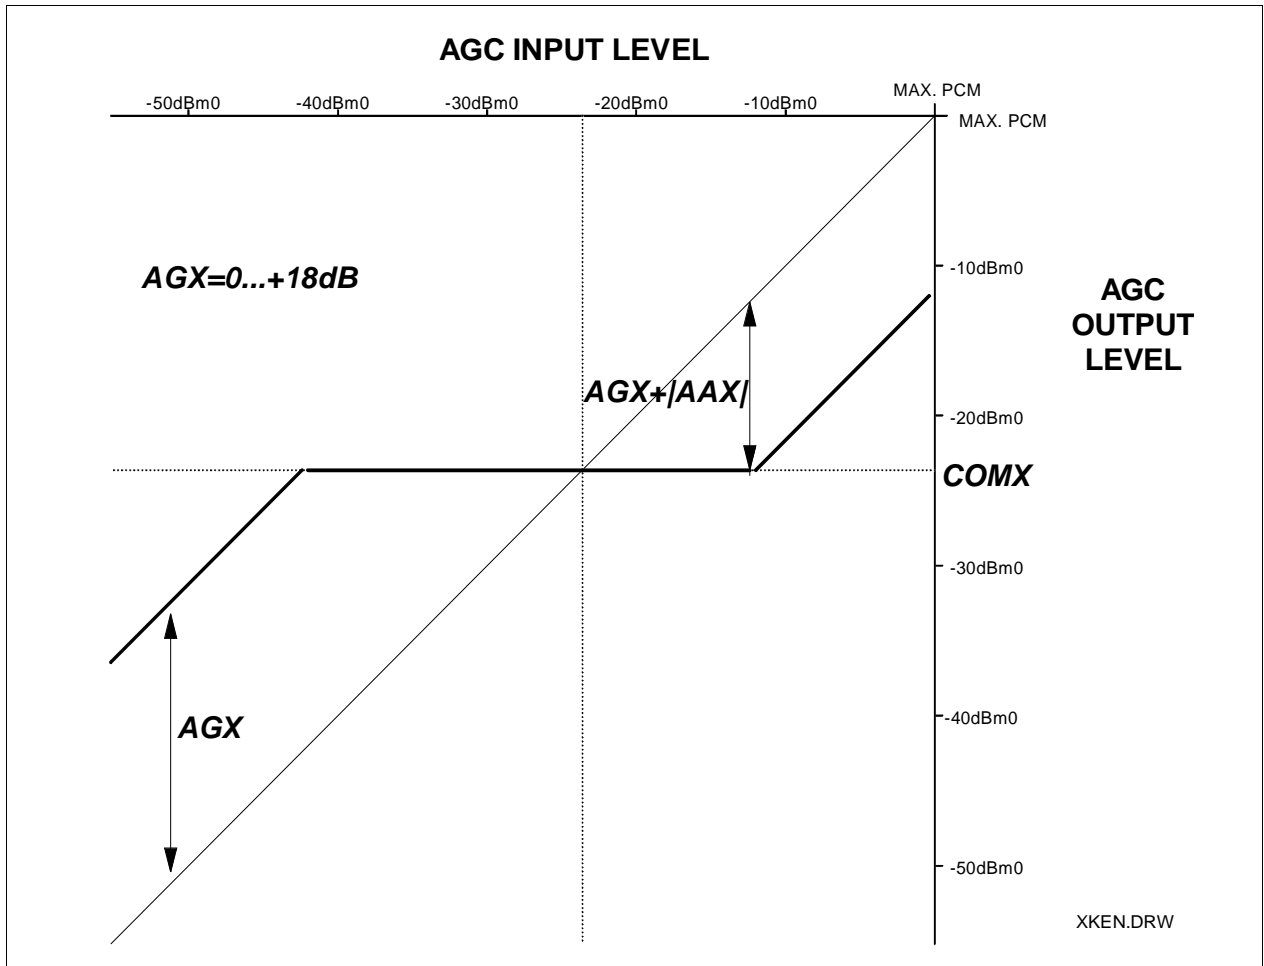 AGC INPUT LEVEL
MAX. PCM
-50dBm0 -40dBm0 -30dBm0 -20dBm0 -10dBm0
MAX. PCM
AGX=0...+18dB
-10dBm0
AGC
OUTPUT
LEVEL
AGX+|AAX|
-20dBm0
COMX
-30dBm0
AGX
-40dBm0
-50dBm0
XKEN.DRW